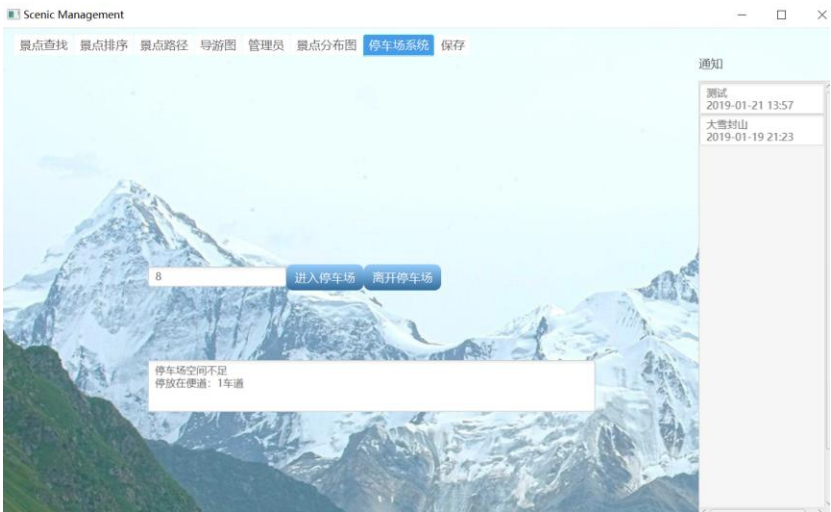 Scenic Management
景点查找 景点排序 景点路径 导游图 管理员 景点分布图 停车场系统 保存
通知
测试
2019-01-21 13:57
大雪封山
2019-01-19 21:23
8 进入停车场 离开停车场
停车场空间不足
停放在便道：1车道